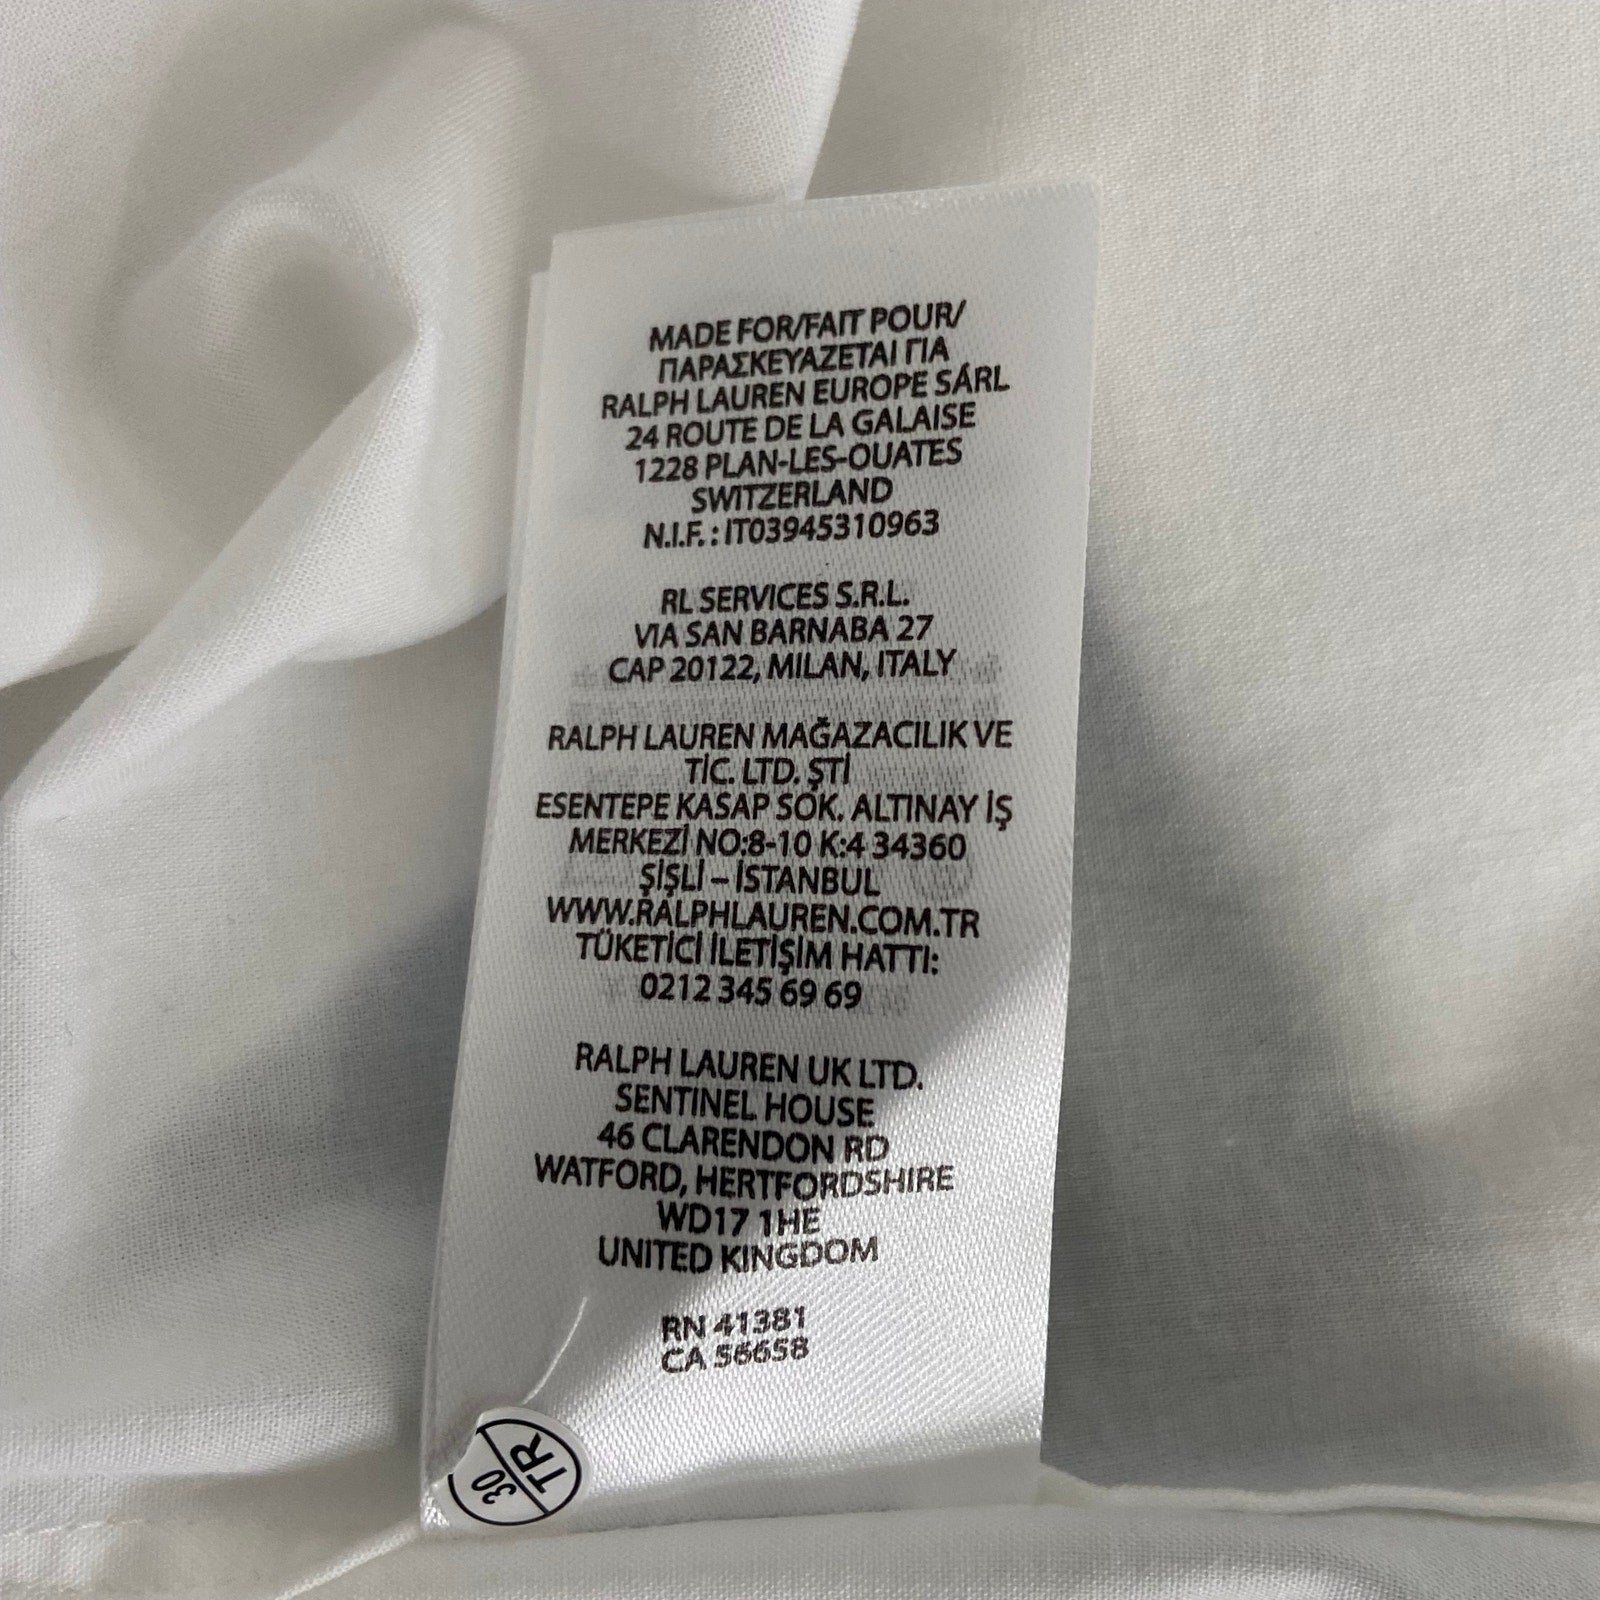 MADE FOR/FAIT POUR/
ΠΑΡΑΣΚΕΥΑΖΕΤΑΙ ΓΙΑ
RALPH LAUREN EUROPE SÁRL
24 ROUTE DE LA GALAISE
1228 PLAN-LES-OUATES
SWITZERLAND
N.I.F. : IT03945310963
RL SERVICES S.R.L.
VIA SAN BARNABA 27
CAP 20122, MILAN, ITALY
RALPH LAUREN MAĞAZACILIK VE
TİC. LTD. ŞTİ
ESENTEPE KASAP SOK. ALTINAY İŞ
MERKEZİ NO:8-10 K:4 34360
ŞİŞLİ – İSTANBUL
WWW.RALPHLAUREN.COM.TR
TÜKETİCİ İLETİŞİM HATTI:
0212 345 69 69
RALPH LAUREN UK LTD.
SENTINEL HOUSE
46 CLARENDON RD
WATFORD, HERTFORDSHIRE
WD17 1HE
UNITED KINGDOM
RN 41381
CA 56658
30
TR